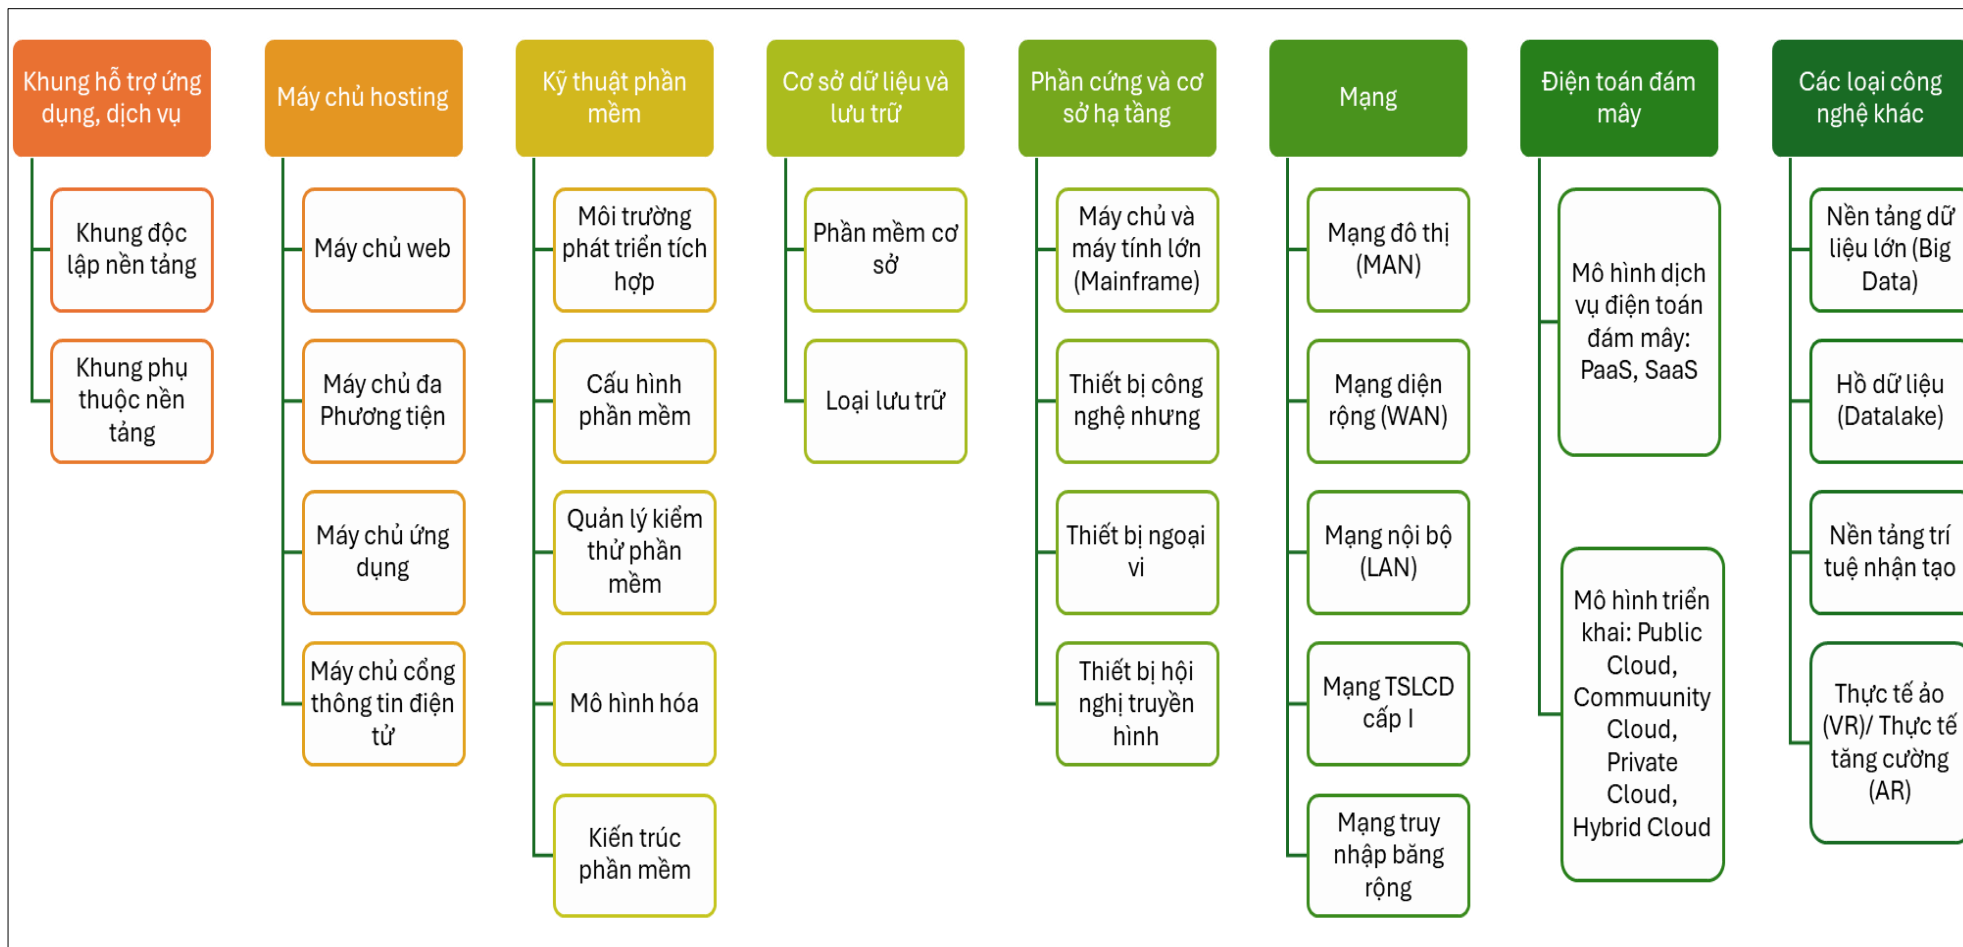 Khung hỗ trợ ứng
dụng, dịch vụ
Khung độc
lập nền tảng
Khung phụ
thuộc nền
tảng
Máy chủ hosting
Máy chủ web
Máy chủ đa
Phương tiện
Máy chủ ứng
dụng
Máy chủ cổng
thông tin điện
tử
Kỹ thuật phần
mềm
Môi trường
phát triển tích
hợp
Cấu hình
phần mềm
Quản lý kiểm
thử phần
mềm
Mô hình hóa
Kiến trúc
phần mềm
Cơ sở dữ liệu và
lưu trữ
Phần mềm cơ
sở
Loại lưu trữ
Phần cứng và cơ
sở hạ tầng
Máy chủ và
máy tính lớn
(Mainframe)
Thiết bị công
nghệ nhưng
Thiết bị ngoại
vi
Thiết bị hội
nghị truyền
hình
Mạng
Mạng đô thị
(MAN)
Mạng diện
rộng (WAN)
Mạng nội bộ
(LAN)
Mạng TSLCD
cấp I
Mạng truy
nhập băng
rộng
Điện toán đám
mây
Mô hình dịch
vụ điện toán
đám mây:
PaaS, SaaS
Mô hình triển
khai: Public
Cloud,
Commuunity
Cloud,
Private
Cloud,
Hybrid Cloud
Các loại công
nghệ khác
Nền tảng dữ
liệu lớn (Big
Data)
Hồ dữ liệu
(Datalake)
Nền tảng trí
tuệ nhận tạo
Thực tế ảo
(VR)/ Thực tế
tăng cường
(AR)